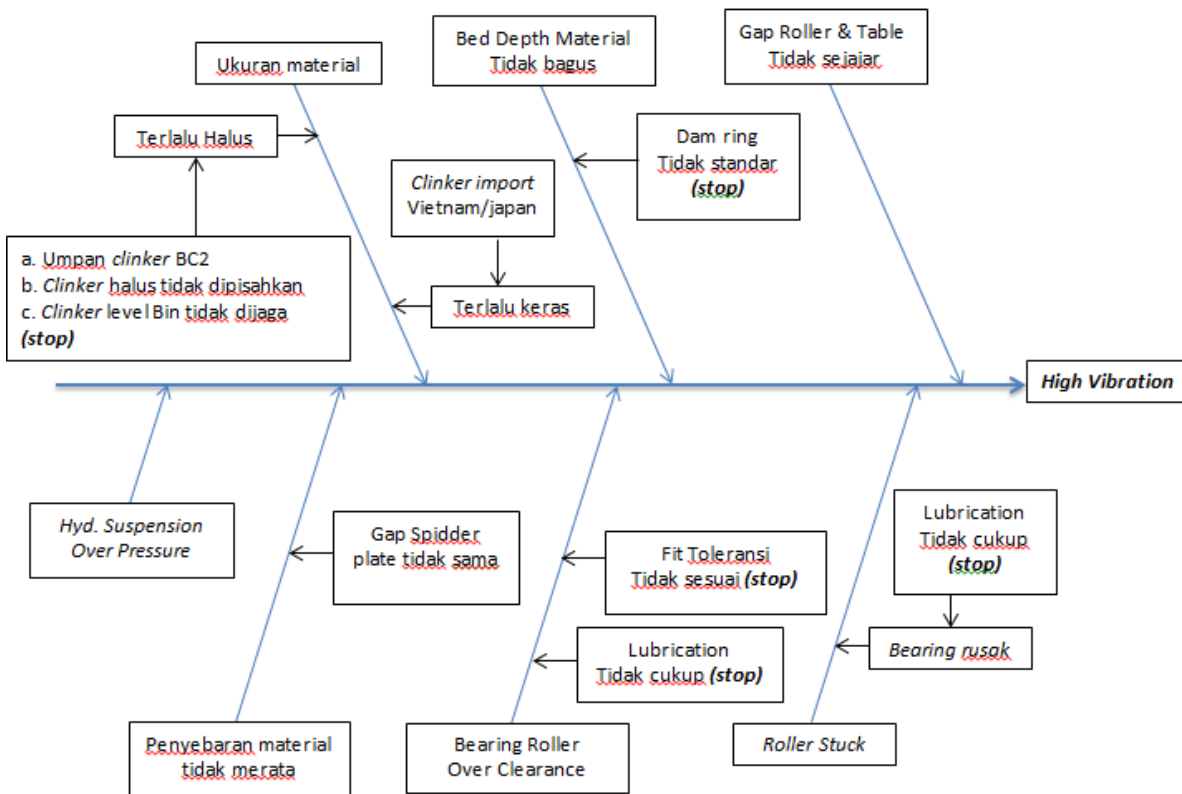 Ukuran material
Bed Depth Material
Tidak bagus
Gap Roller & Table
Tidak sejajar
Terlalu Halus
Dam ring
Tidak standar
(stop)
Clinker import
Vietnam/japan
a. Umpan clinker BC2
b. Clinker halus tidak dipisahkan
c. Clinker level Bin tidak dijaga
(stop)
Terlalu keras
High Vibration
Hyd. Suspension
Over Pressure
Gap Spidder
plate tidak sama
Fit Toleransi
Tidak sesuai (stop)
Lubrication
Tidak cukup
(stop)
Lubrication
Tidak cukup (stop)
Bearing rusak
Penyebaran material
tidak merata
Bearing Roller
Over Clearance
Roller Stuck